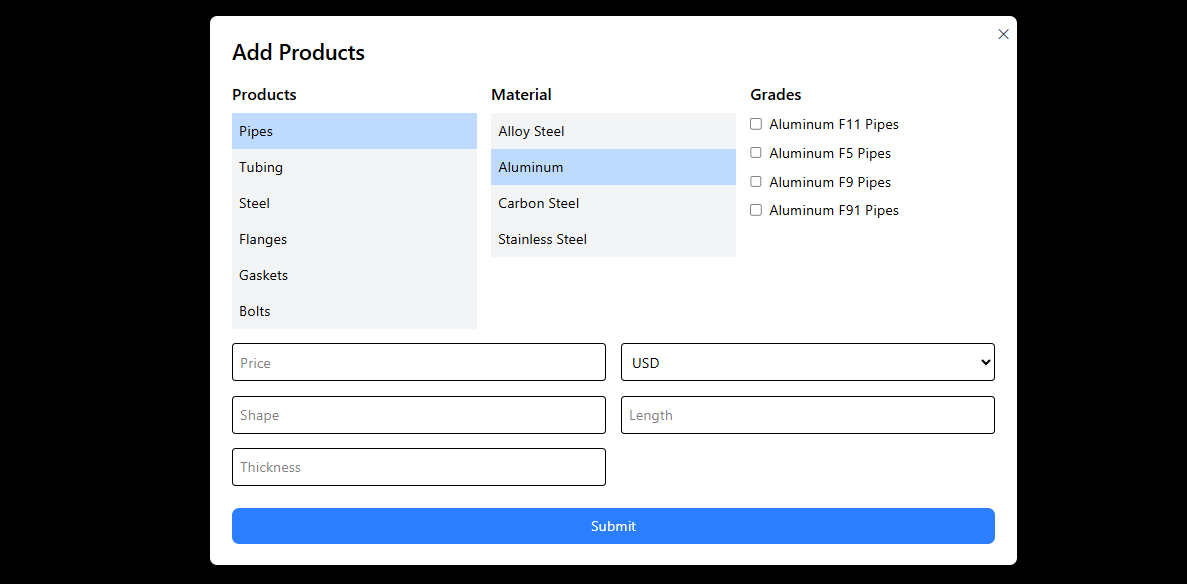 Add Products
Products
Pipes
Tubing
Steel
Flanges
Gaskets
Bolts
Material
Alloy Steel
Aluminum
Carbon Steel
Stainless Steel
Grades
Aluminum F11 Pipes
Aluminum F5 Pipes
Aluminum F9 Pipes
Aluminum F91 Pipes
Price
USD
Shape
Length
Thickness
Submit